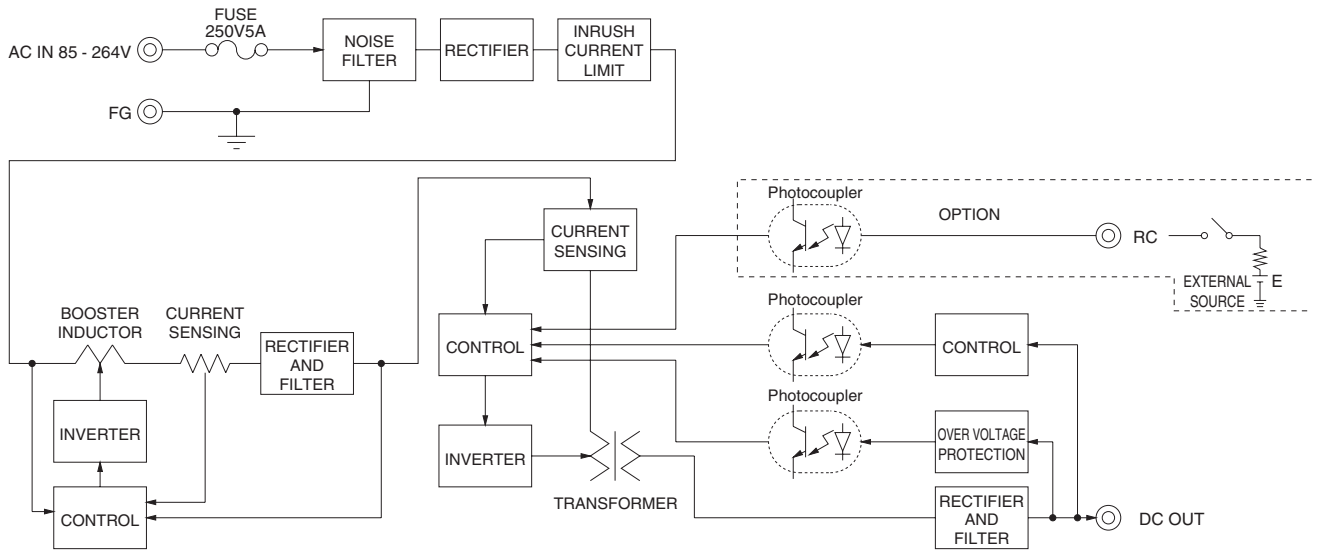 FUSE
250V5A
AC IN 85 - 264V
NOISE
FILTER
RECTIFIER
INRUSH
CURRENT
LIMIT
FG
Photocoupler
OPTION
RC
CURRENT
SENSING
EXTERNAL
SOURCE
E
BOOSTER
INDUCTOR
CURRENT
SENSING
RECTIFIER
AND
FILTER
CONTROL
Photocoupler
CONTROL
Photocoupler
INVERTER
INVERTER
OVER VOLTAGE
PROTECTION
TRANSFORMER
CONTROL
RECTIFIER
AND
FILTER
DC OUT